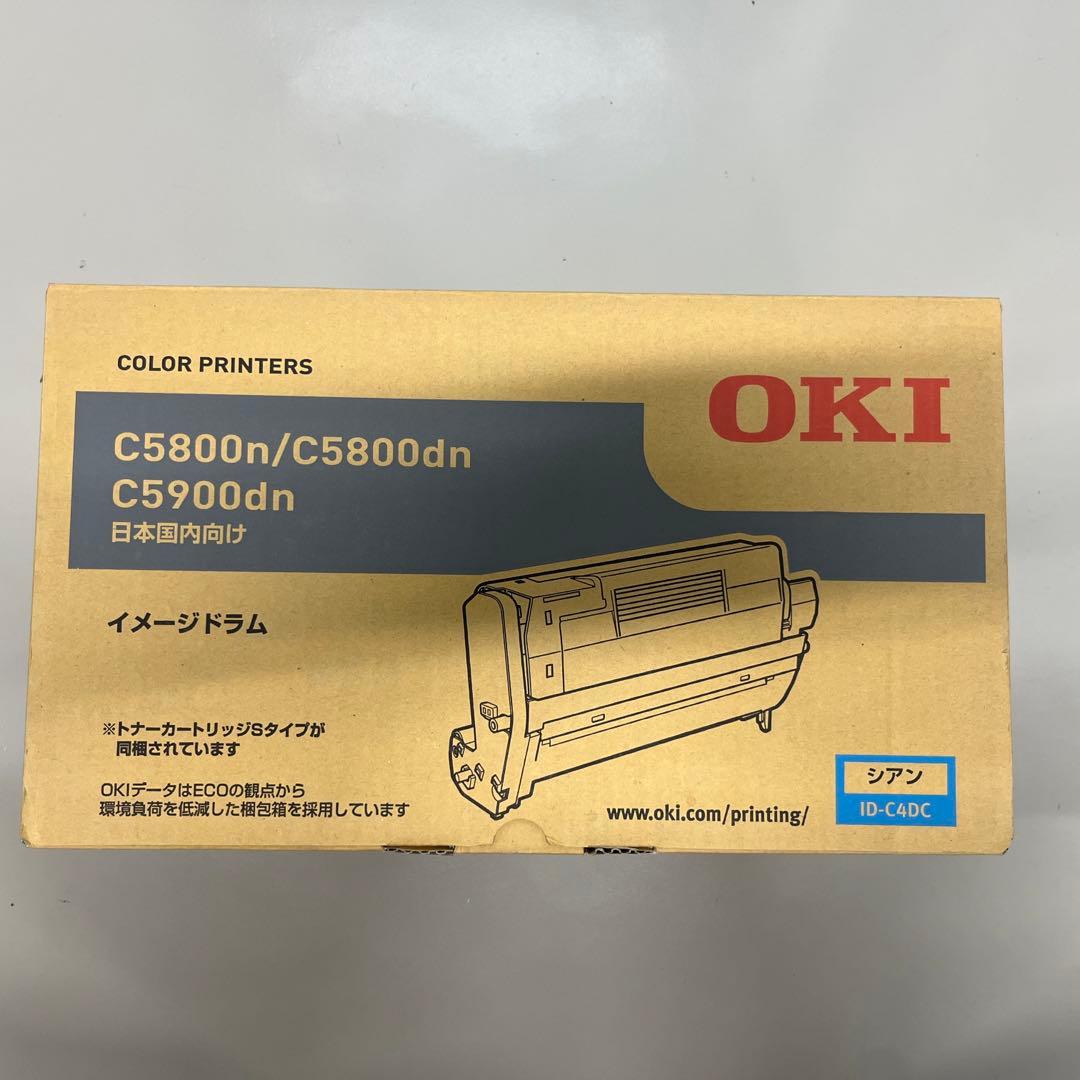 COLOR PRINTERS
OKI
C5800n/C5800dn
C5900dn
日本国内向け
イメージドラム
※トナーカートリッジSタイプが
同梱されています
OKIデータはECOの観点から
環境負荷を低減した梱包箱を採用しています
www.oki.com/printing/
シアン
ID-C4DC